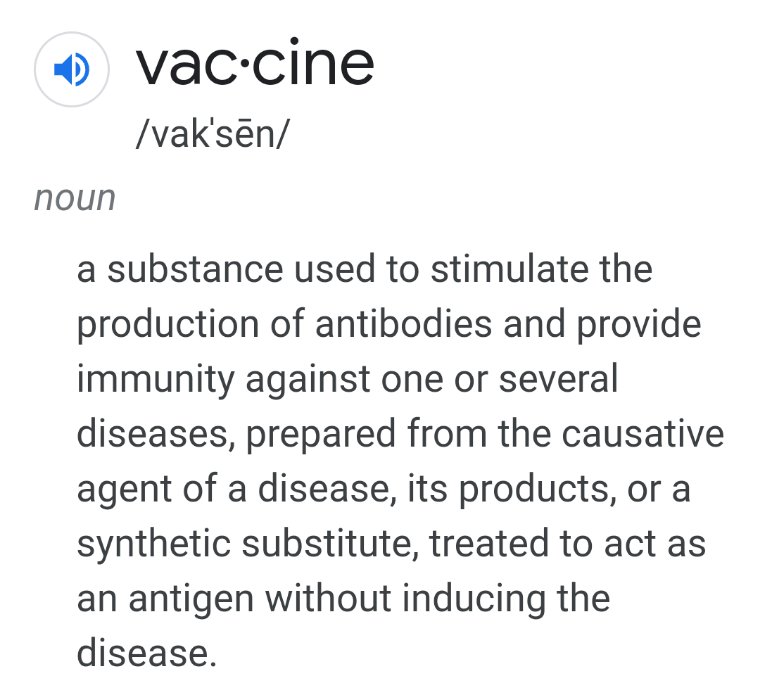 vac·cine
/vak'sēn/
noun
a substance used to stimulate the
production of antibodies and provide
immunity against one or several
diseases, prepared from the causative
agent of a disease, its products, or a
synthetic substitute, treated to act as
an antigen without inducing the
disease.